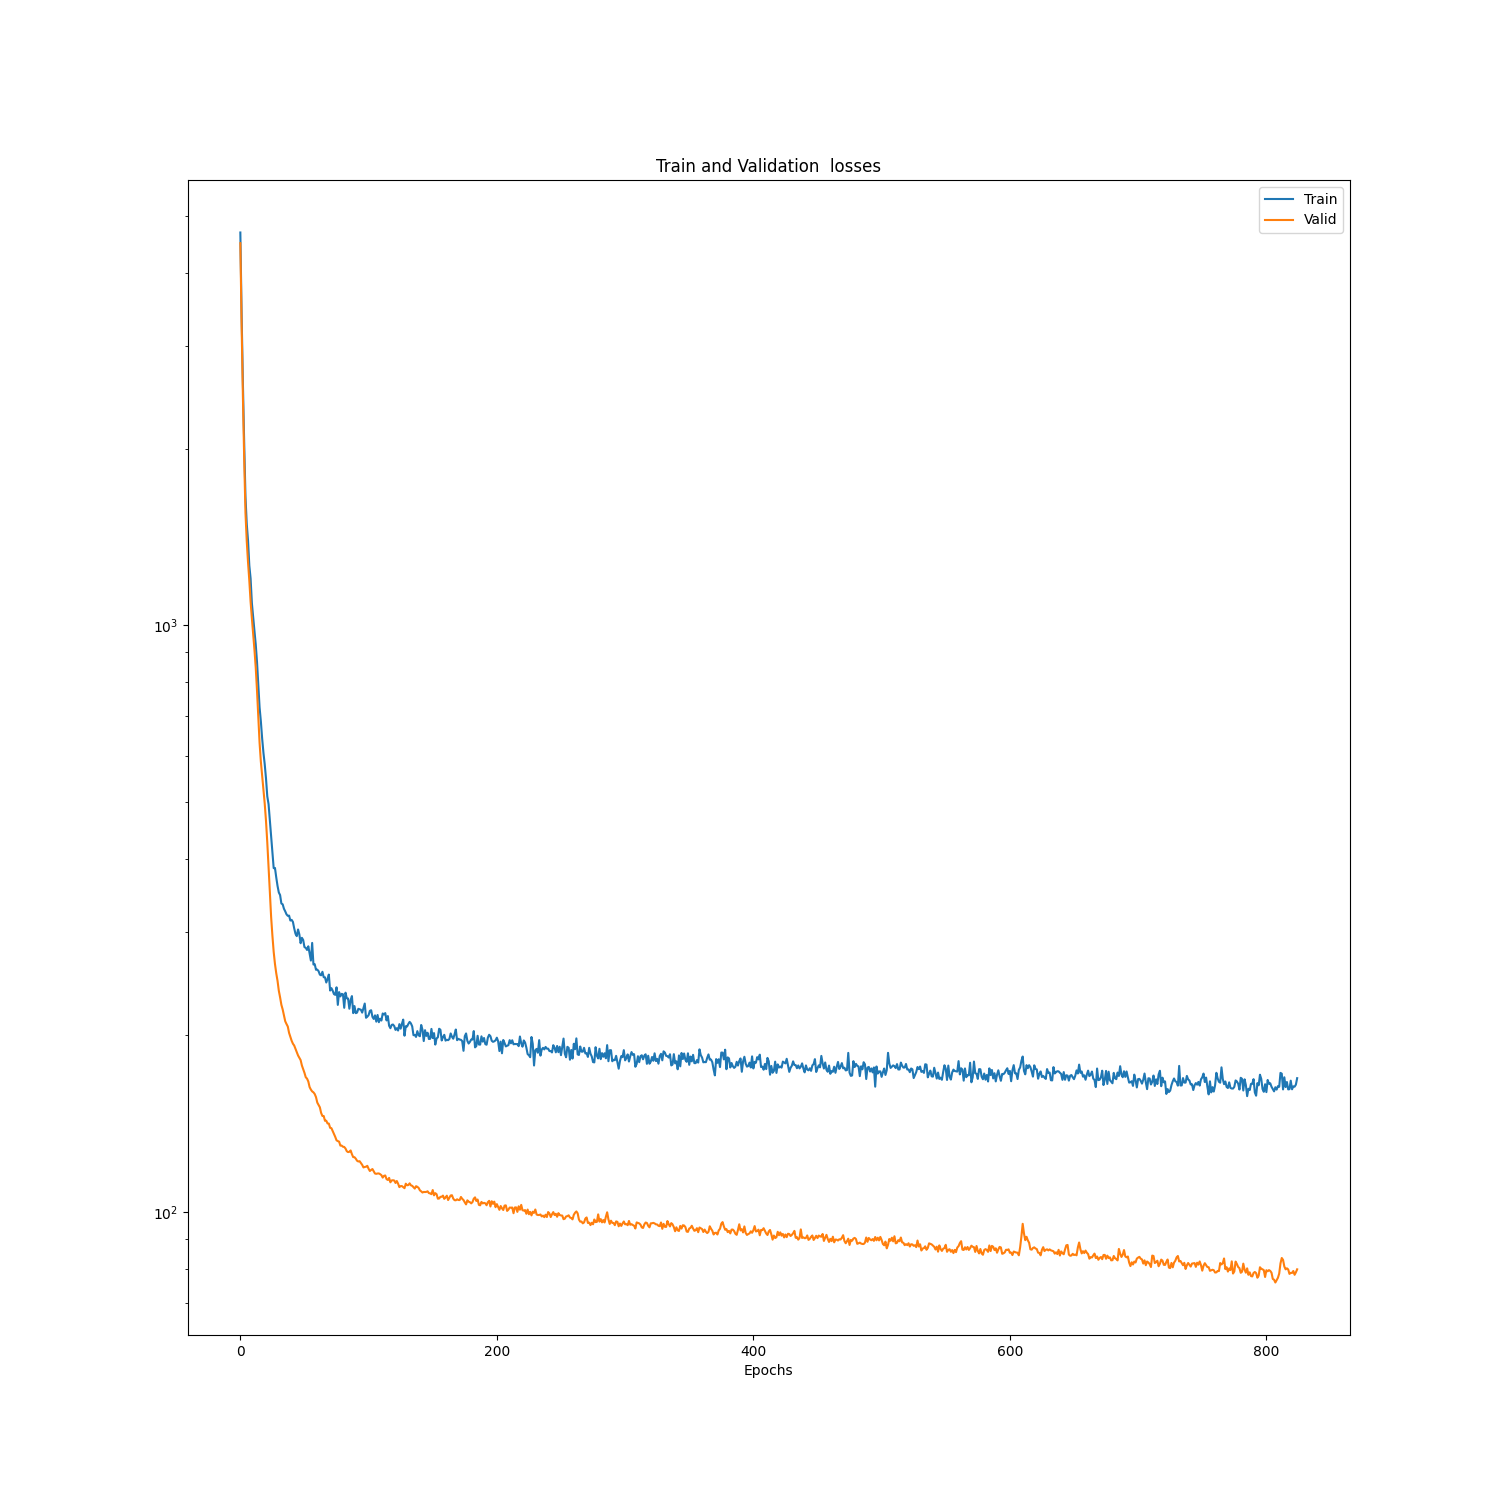 Train and Validation  losses
Train
Valid
10³
10²
0 200 400 600 800
Epochs